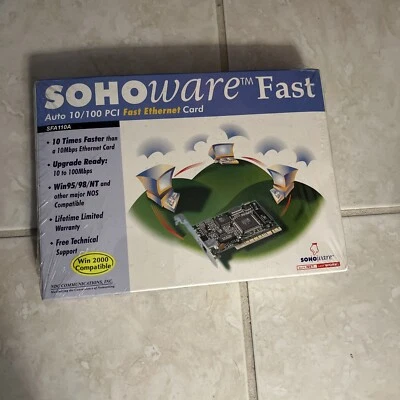 SOHOware™ Fast
Auto 10/100 PCI Fast Ethernet Card
SFA110A
• 10 Times Faster than
a 10Mbps Ethernet Card
• Upgrade Ready:
10 to 100Mbps
• Win95/98/NT and
other major NOS
Compatible
• Lifetime Limited
Warranty
• Free Technical
Support
Win 2000
Compatible
NDC COMMUNICATIONS, INC.
SOHOware™